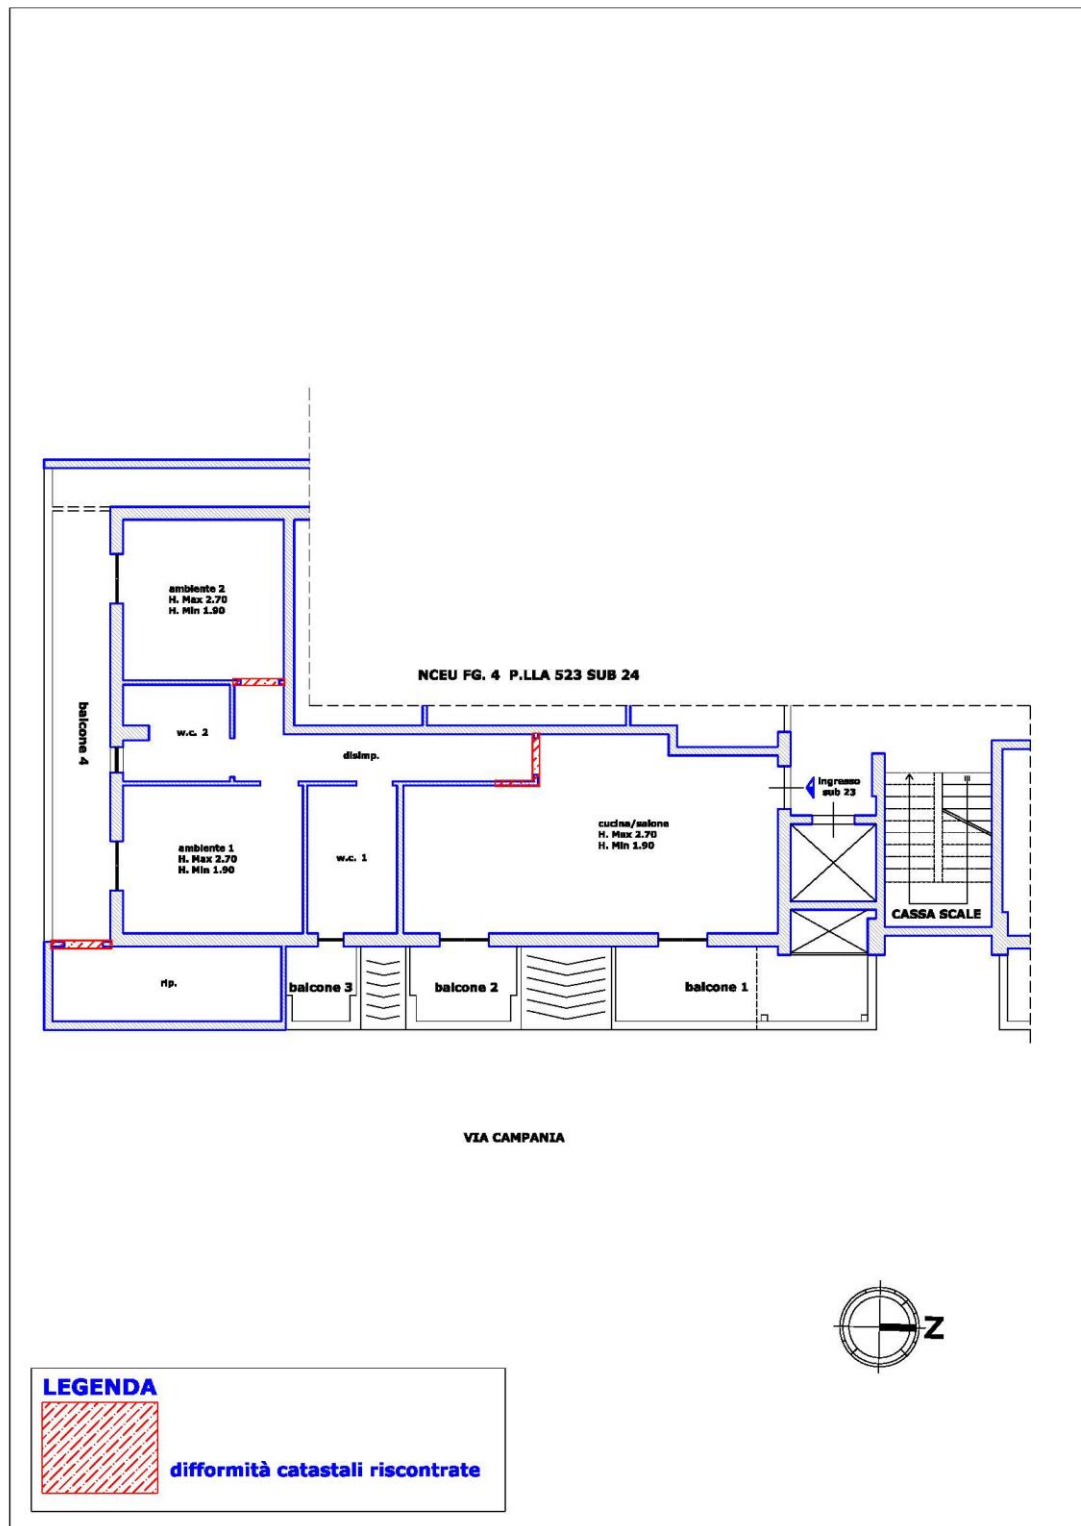 ambiente 2
H. Max 2.70
H. Min 1.90
NCEU FG. 4 P.LLA 523 SUB 24
balcone 4
w.c. 2
disimp.
ingresso
sub 23
cucina/salone
H. Max 2.70
H. Min 1.90
ambiente 1
H. Max 2.70
H. Min 1.90
w.c. 1
CASSA SCALE
rip.
balcone 3
balcone 2
balcone 1
VIA CAMPANIA
Z
LEGENDA
difformità catastali riscontrate